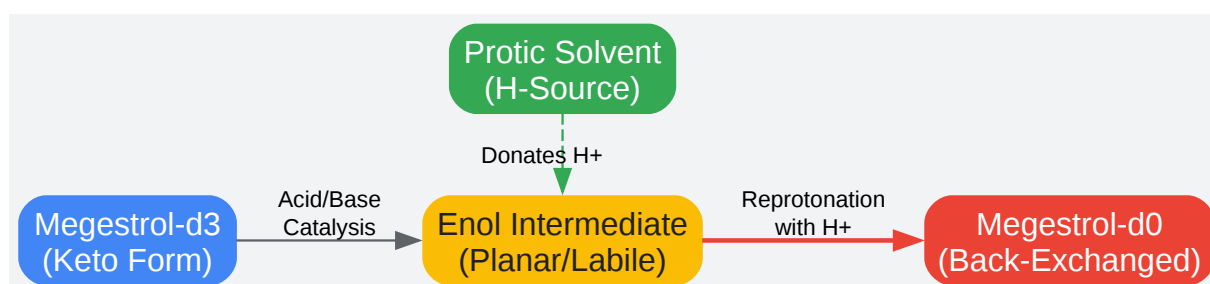 Protic Solvent
(H-Source)
Donates H+
Megestrol-d3
(Keto Form)
Acid/Base
Catalysis
Enol Intermediate
(Planar/Labile)
Reprotonation
with H+
Megestrol-d0
(Back-Exchanged)